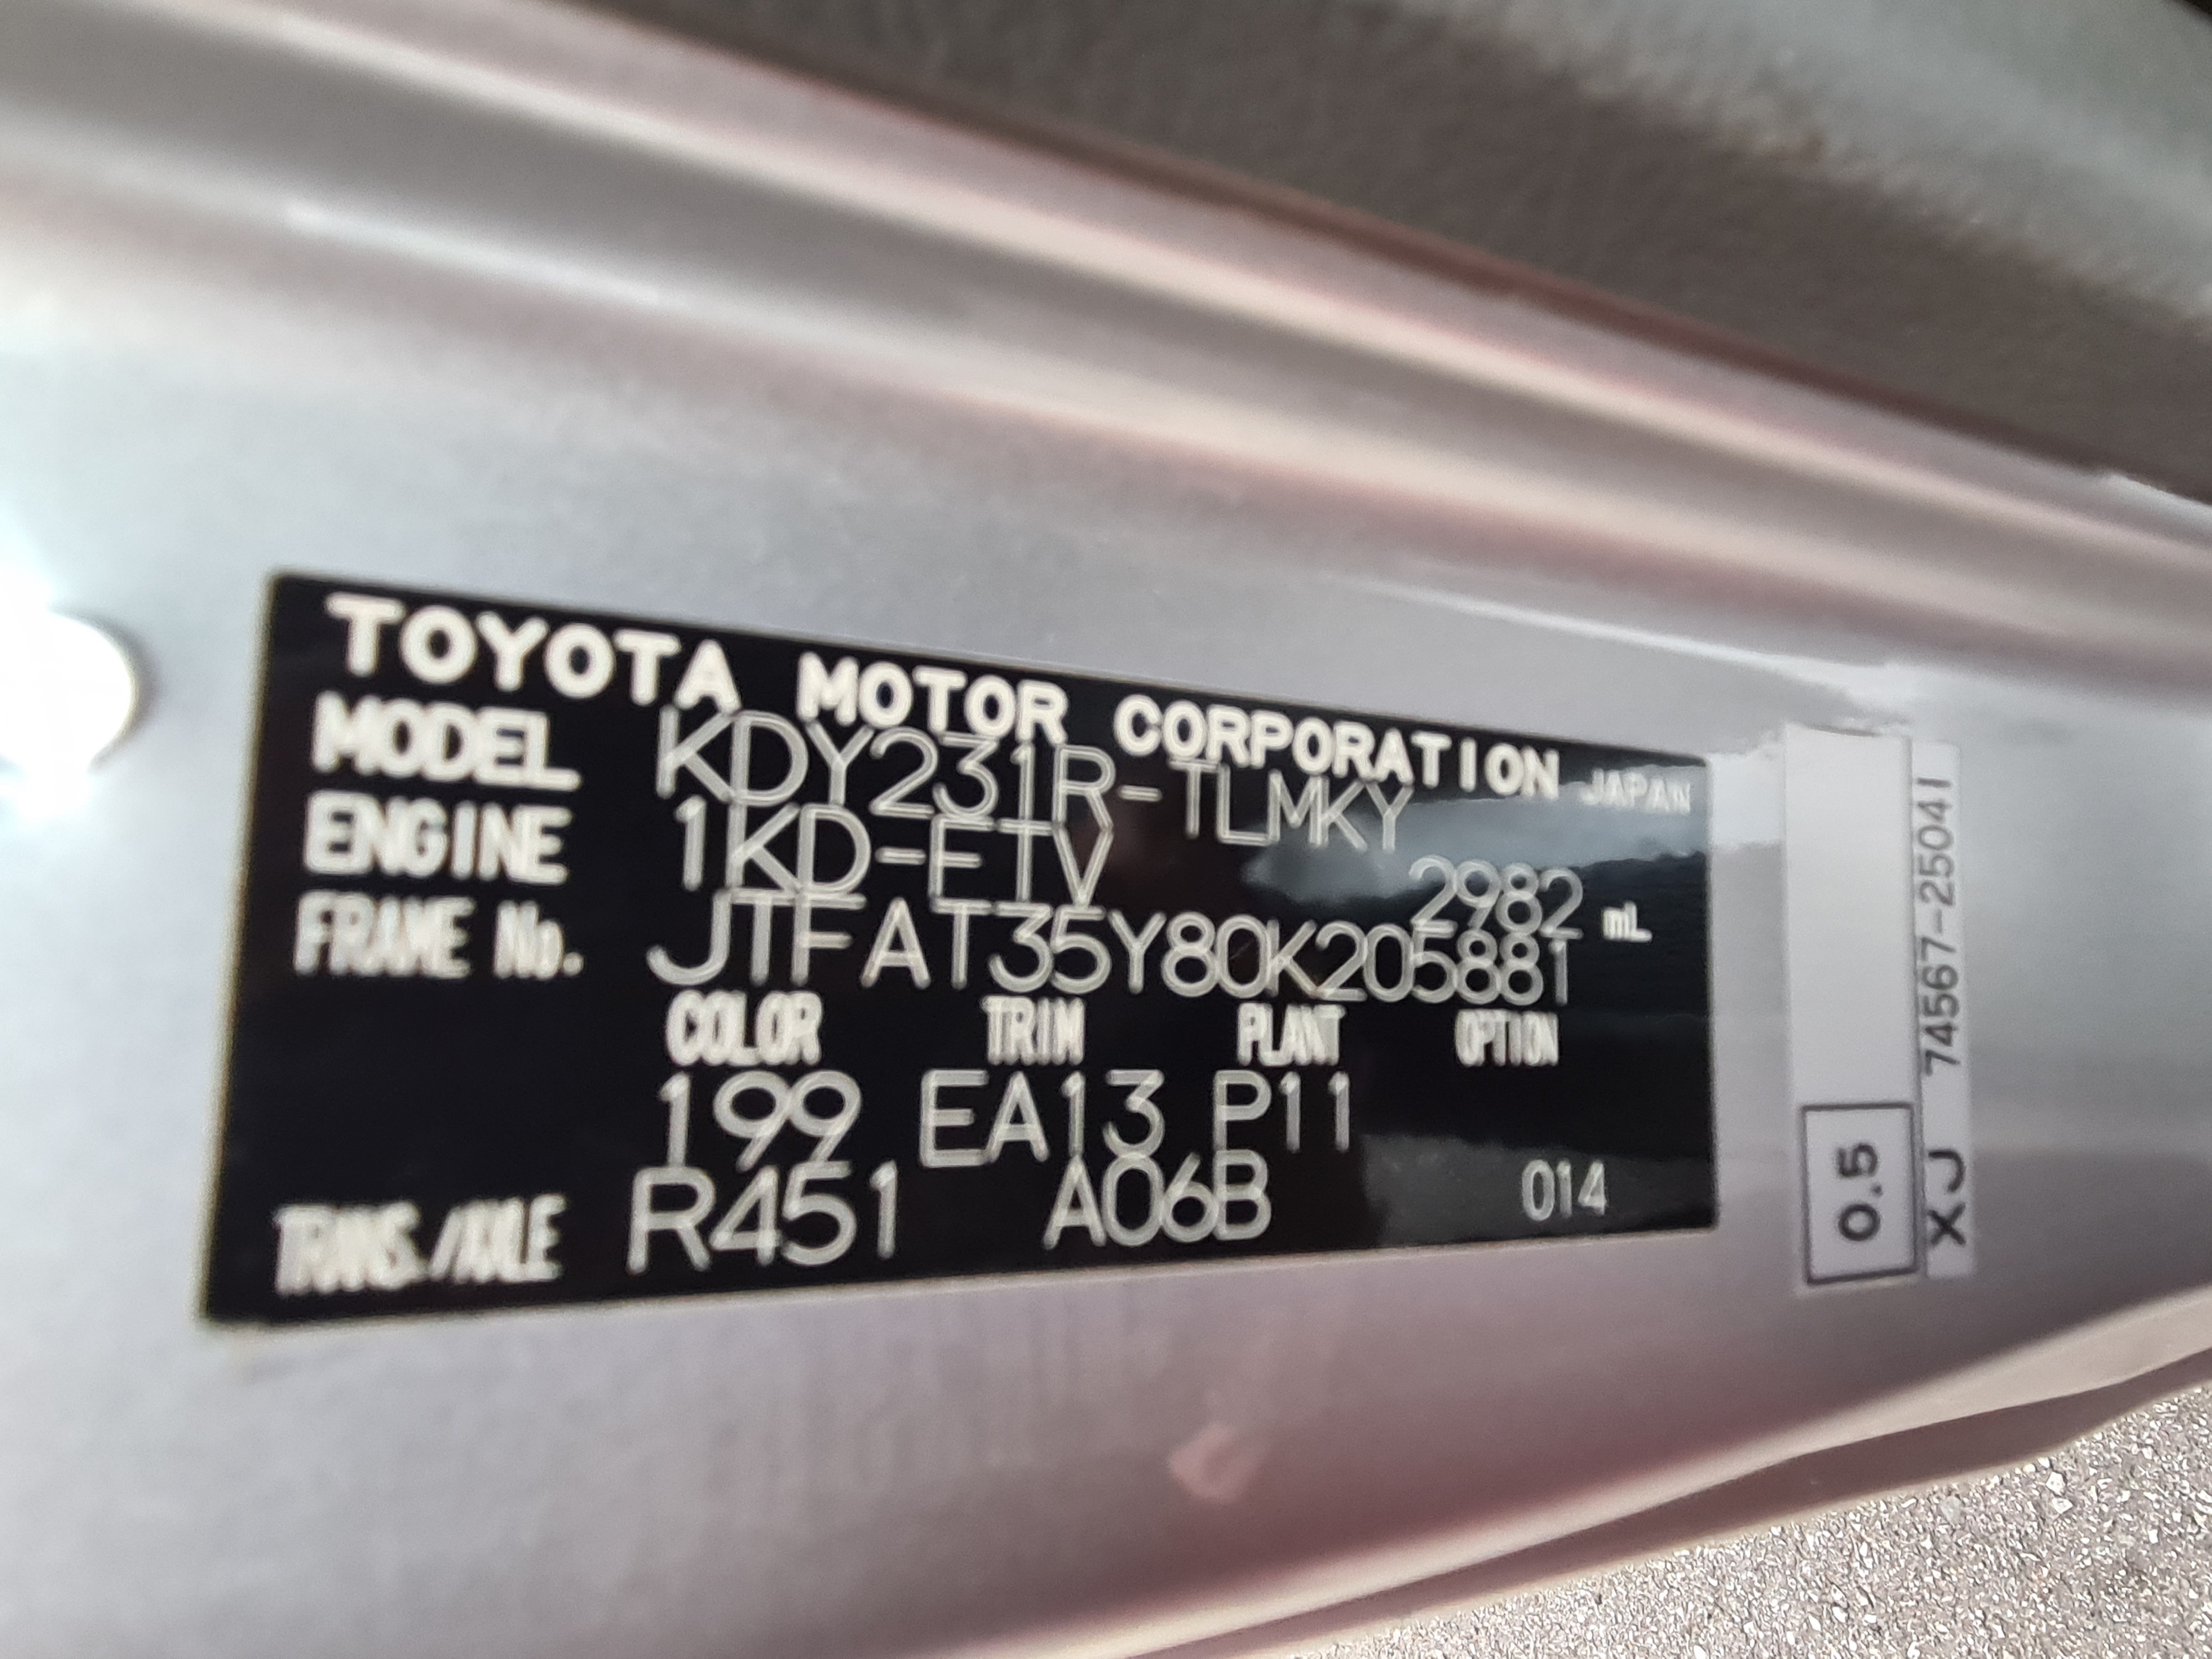 TOYOTA MOTOR CORPORATION JAPAN
MODEL KDY231R-TLMKY
ENGINE 1KD-FTV 2982 mL
FRAME No. JTFAT35Y80K205881
COLOR TRIM PLANT OPTION
199 EA13 P11
TRANS./AXLE R451 A06B 014
0.5
XJ 74567-25041